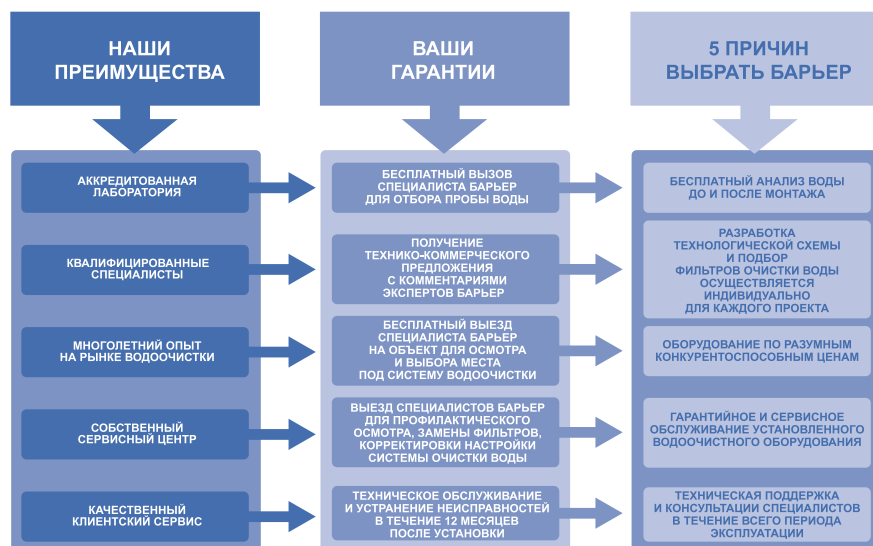 НАШИ
ПРЕИМУЩЕСТВА
ВАШИ
ГАРАНТИИ
5 ПРИЧИН
ВЫБРАТЬ БАРЬЕР
АККРЕДИТОВАННАЯ
ЛАБОРАТОРИЯ
БЕСПЛАТНЫЙ ВЫЗОВ
СПЕЦИАЛИСТА БАРЬЕР
ДЛЯ ОТБОРА ПРОБЫ ВОДЫ
БЕСПЛАТНЫЙ АНАЛИЗ ВОДЫ
ДО И ПОСЛЕ МОНТАЖА
КВАЛИФИЦИРОВАННЫЕ
СПЕЦИАЛИСТЫ
ПОЛУЧЕНИЕ
ТЕХНИКО-КОММЕРЧЕСКОГО
ПРЕДЛОЖЕНИЯ
С КОММЕНТАРИЯМИ
ЭКСПЕРТОВ БАРЬЕР
РАЗРАБОТКА
ТЕХНОЛОГИЧЕСКОЙ СХЕМЫ
И ПОДБОР
ФИЛЬТРОВ ОЧИСТКИ ВОДЫ
ОСУЩЕСТВЛЯЕТСЯ
ИНДИВИДУАЛЬНО
ДЛЯ КАЖДОГО ПРОЕКТА
МНОГОЛЕТНИЙ ОПЫТ
НА РЫНКЕ ВОДООЧИСТКИ
БЕСПЛАТНЫЙ ВЫЕЗД
СПЕЦИАЛИСТА БАРЬЕР
НА ОБЪЕКТ ДЛЯ ОСМОТРА
И ВЫБОРА МЕСТА
ПОД СИСТЕМУ ВОДООЧИСТКИ
ОБОРУДОВАНИЕ ПО РАЗУМНЫМ
КОНКУРЕНТОСПОСОБНЫМ ЦЕНАМ
СОБСТВЕННЫЙ
СЕРВИСНЫЙ ЦЕНТР
ВЫЕЗД СПЕЦИАЛИСТОВ БАРЬЕР
ДЛЯ ПРОФИЛАКТИЧЕСКОГО
ОСМОТРА, ЗАМЕНЫ ФИЛЬТРОВ,
КОРРЕКТИРОВКИ НАСТРОЙКИ
СИСТЕМЫ ОЧИСТКИ ВОДЫ
ГАРАНТИЙНОЕ И СЕРВИСНОЕ
ОБСЛУЖИВАНИЕ УСТАНОВЛЕННОГО
ВОДООЧИСТНОГО ОБОРУДОВАНИЯ
КАЧЕСТВЕННЫЙ
КЛИЕНТСКИЙ СЕРВИС
ТЕХНИЧЕСКОЕ ОБСЛУЖИВАНИЕ
И УСТРАНЕНИЕ НЕИСПРАВНОСТЕЙ
В ТЕЧЕНИЕ 12 МЕСЯЦЕВ
ПОСЛЕ УСТАНОВКИ
ТЕХНИЧЕСКАЯ ПОДДЕРЖКА
И КОНСУЛЬТАЦИИ СПЕЦИАЛИСТОВ
В ТЕЧЕНИЕ ВСЕГО ПЕРИОДА
ЭКСПЛУАТАЦИИ